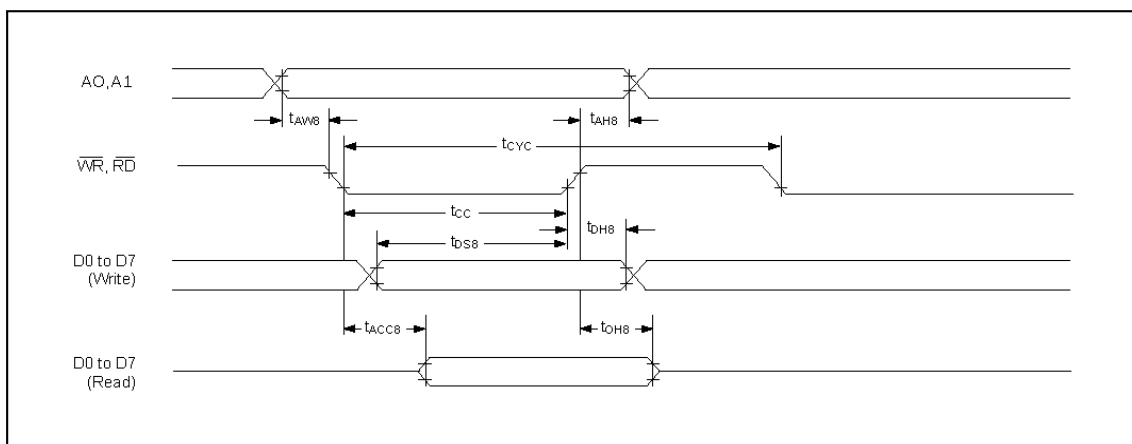 AO,A1
tAW8
tAH8
tCYC
WR, RD
tCC
tDH8
tDS8
D0 to D7
(Write)
tACC8
tOH8
D0 to D7
(Read)